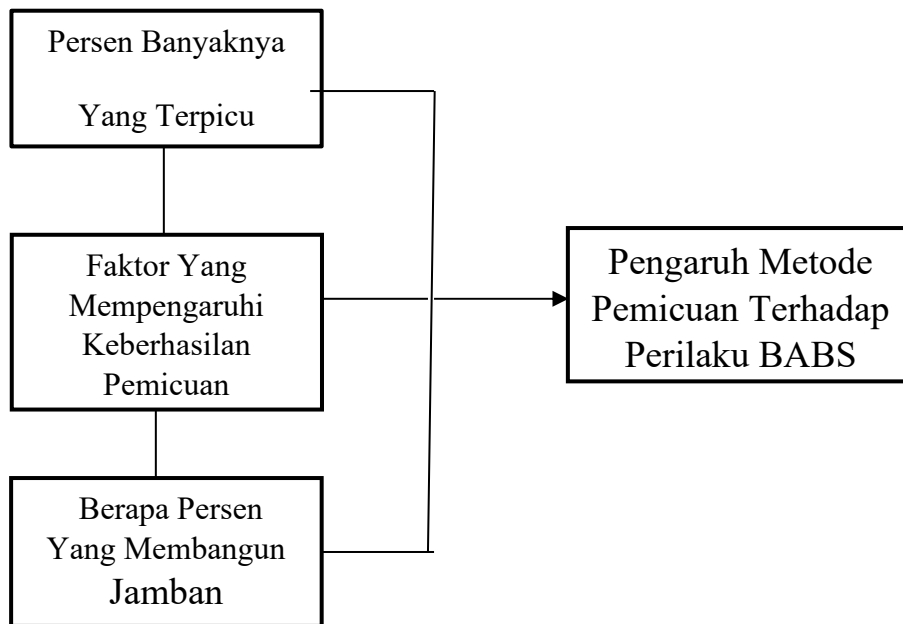 Persen Banyaknya
Yang Terpicu
Faktor Yang
Mempengaruhi
Keberhasilan
Pemicuan
Berapa Persen
Yang Membangun
Jamban
Pengaruh Metode
Pemicuan Terhadap
Perilaku BABS